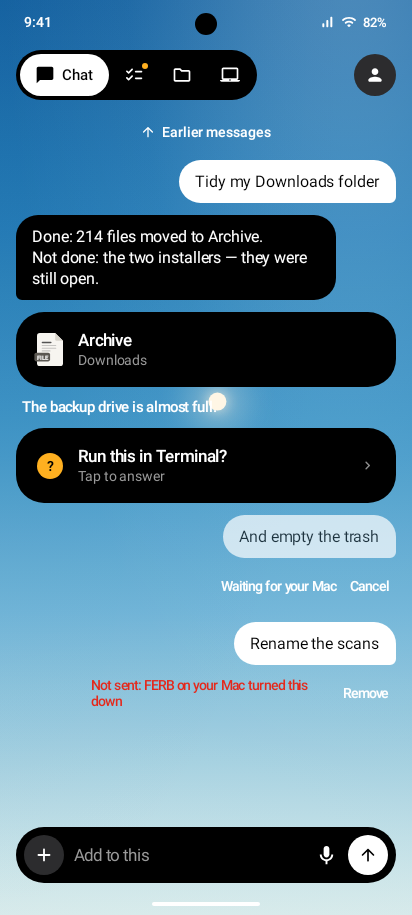 9:41
82%
Chat
Earlier messages
Tidy my Downloads folder
Done: 214 files moved to Archive.
Not done: the two installers — they were
still open.
FILE
Archive
Downloads
The backup drive is almost full.
?
Run this in Terminal?
Tap to answer
And empty the trash
Waiting for your Mac Cancel
Rename the scans
Not sent: FERB on your Mac turned this
down
Remove
Add to this